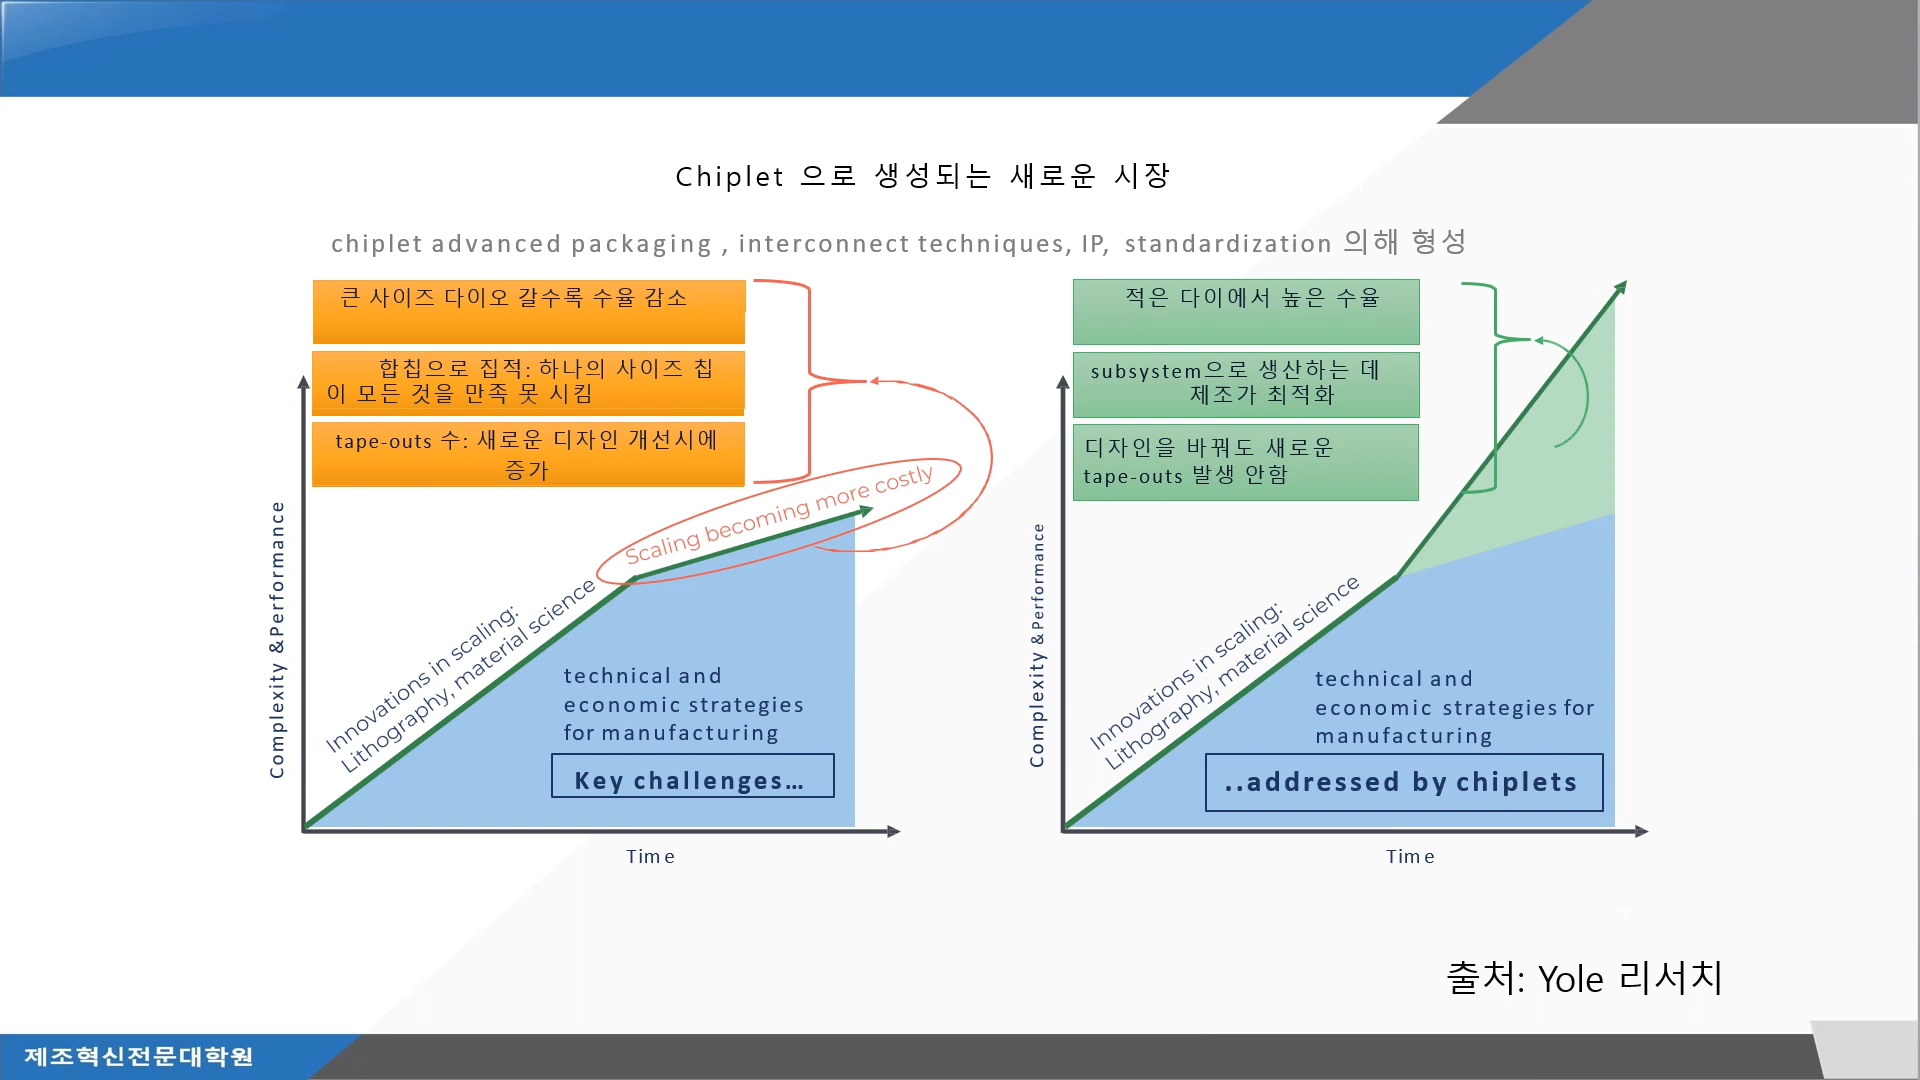 Chiplet 으로 생성되는 새로운 시장
chiplet advanced packaging , interconnect techniques, IP, standardization 의해 형성
큰 사이즈 다이오 갈수록 수율 감소
합칩으로 집적: 하나의 사이즈 칩
이 모든 것을 만족 못 시킴
tape-outs 수: 새로운 디자인 개선시에
증가
Scaling becoming more costly
Innovations in scaling:
Lithography, material science
Complexity &Performance
technical and
economic strategies
for manufacturing
Key challenges...
Time
적은 다이에서 높은 수율
subsystem으로 생산하는 데
제조가 최적화
디자인을 바꿔도 새로운
tape-outs 발생 안함
Innovations in scaling:
Lithography, material science
Complexity &Performance
technical and
economic strategies for
manufacturing
..addressed by chiplets
Time
출처: Yole 리서치
제조혁신전문대학원